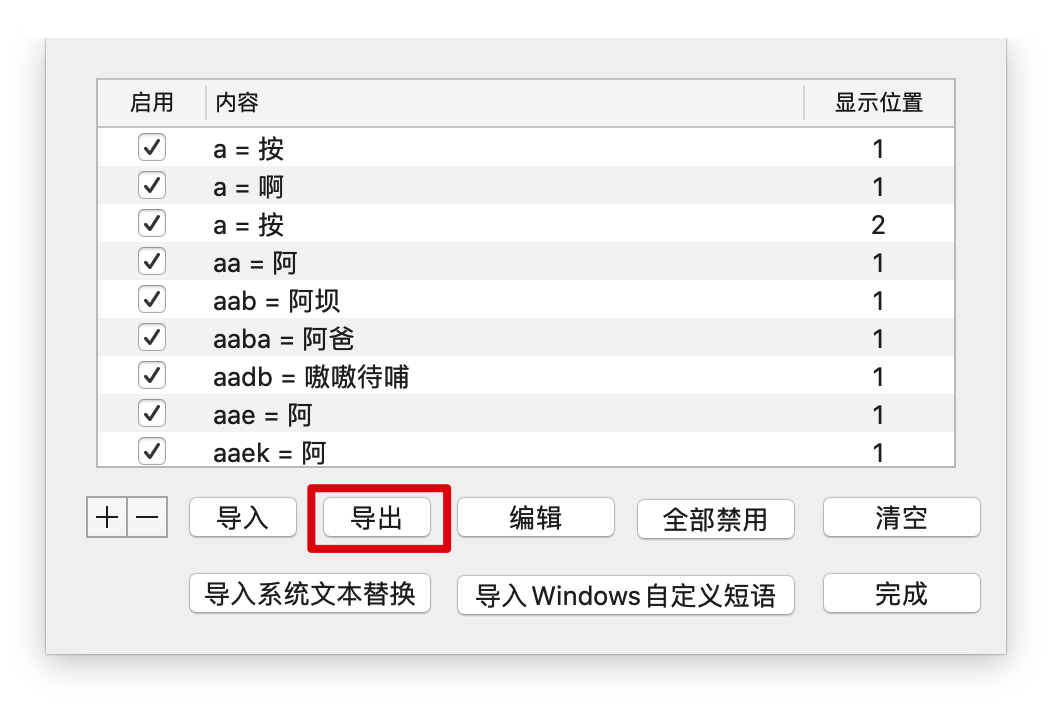 启用 内容 显示位置
a = 按 1
a = 啊 1
a = 按 2
aa = 阿 1
aab = 阿坝 1
aaba = 阿爸 1
aadb = 嗷嗷待哺 1
aae = 阿 1
aaek = 阿 1
导入 导出 编辑 全部禁用 清空
导入系统文本替换 导入Windows自定义短语 完成